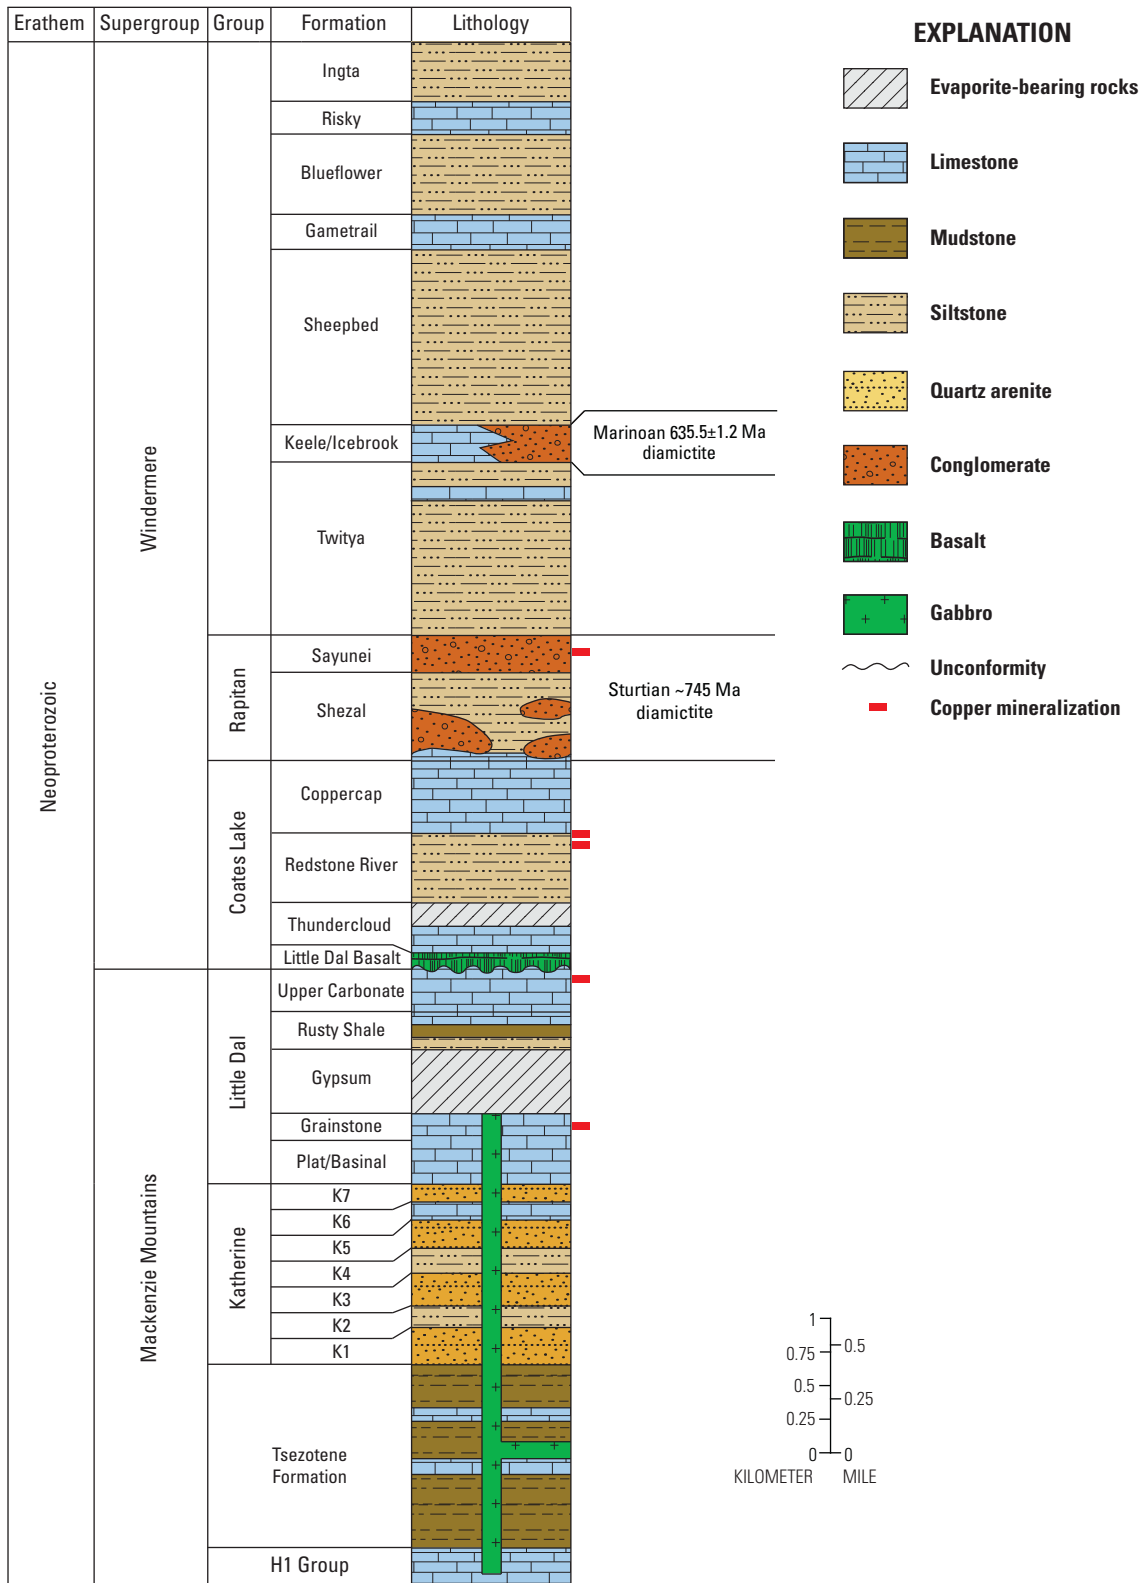 Erathem Supergroup Group Formation Lithology
Neoproterozoic
Windermere
Mackenzie Mountains
Rapitan
Coates Lake
Little Dal
Katherine
Ingta
Risky
Blueflower
Gametrail
Sheepbed
Keele/Icebrook
Twitya
Sayunei
Shezal
Coppercap
Redstone River
Thundercloud
Little Dal Basalt
Upper Carbonate
Rusty Shale
Gypsum
Grainstone
Plat/Basinal
K7
K6
K5
K4
K3
K2
K1
Tsezotene
Formation
H1 Group
Marinoan 635.5±1.2 Ma
diamictite
Sturtian ~745 Ma
diamictite
EXPLANATION
Evaporite-bearing rocks
Limestone
Mudstone
Siltstone
Quartz arenite
Conglomerate
Basalt
Gabbro
Unconformity
Copper mineralization
1
0.75 0.5
0.5
0.25 0.25
0 0
KILOMETER MILE